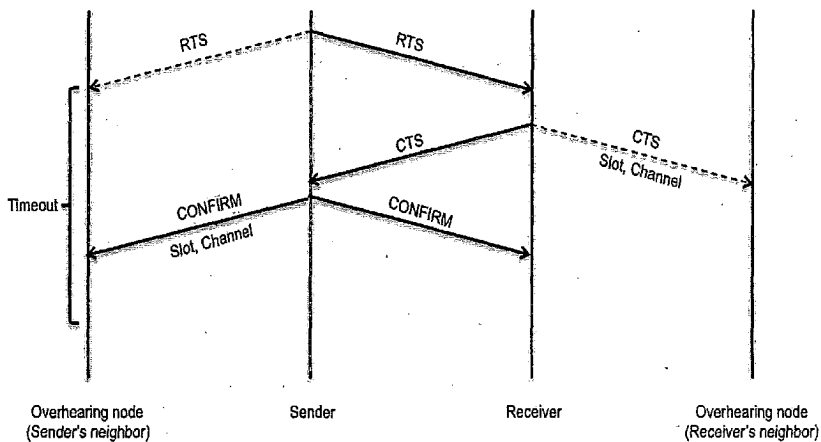 RTS
RTS
CTS
CTS
Slot, Channel
Timeout
CONFIRM
Slot, Channel
CONFIRM
Overhearing node
(Sender's neighbor)
Sender
Receiver
Overhearing node
(Receiver's neighbor)